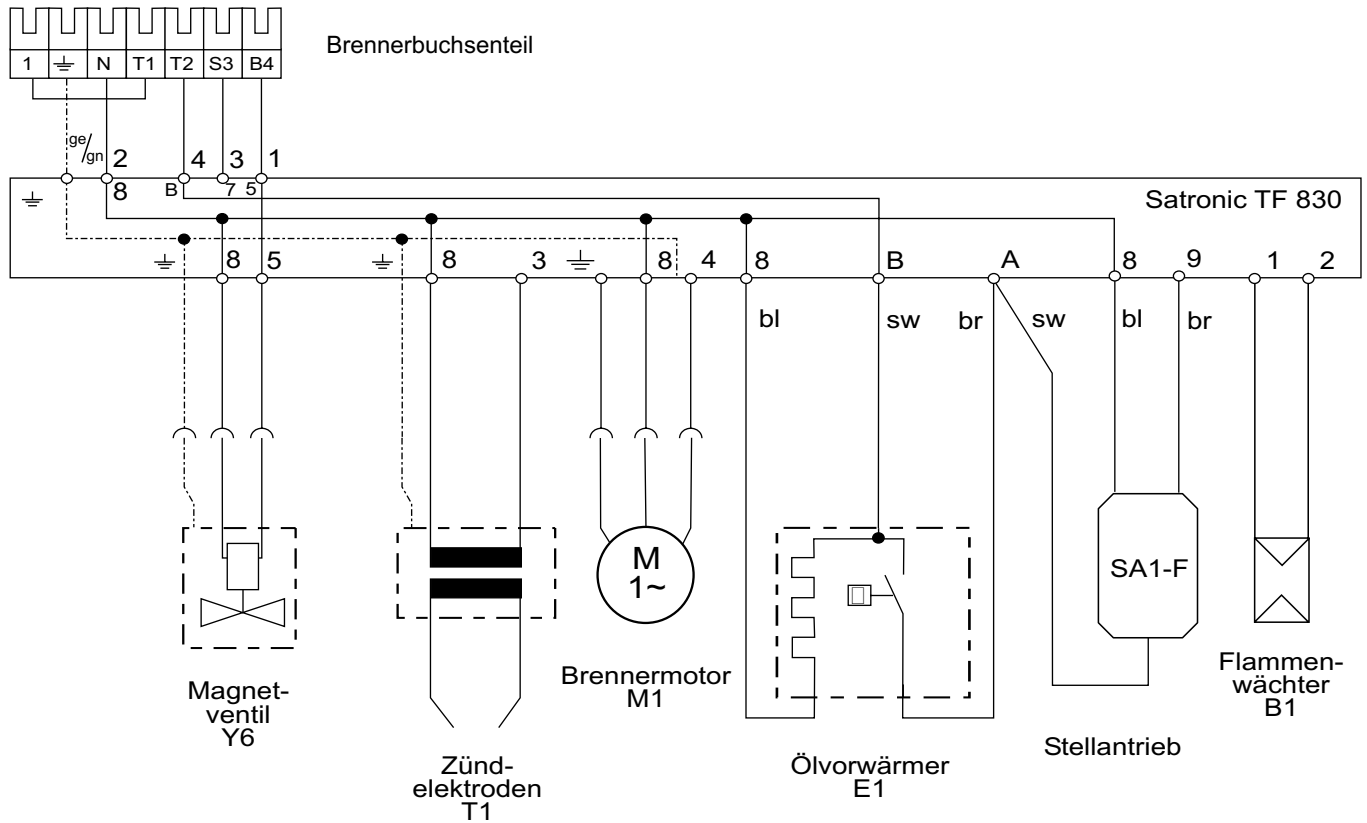 Brennerbuchsenteil
1 N T1 T2 S3 B4
ge/gn 2 4 3 1
8 B 7 5
Satronic TF 830
8 5 8 3 8 4 8 B A 8 9 1 2
bl sw br sw bl br
M
1~
SA1-F
Magnet-
ventil
Y6
Zünd-
elektroden
T1
Brennermotor
M1
Ölvorwärmer
E1
Stellantrieb
Flammen-
wächter
B1